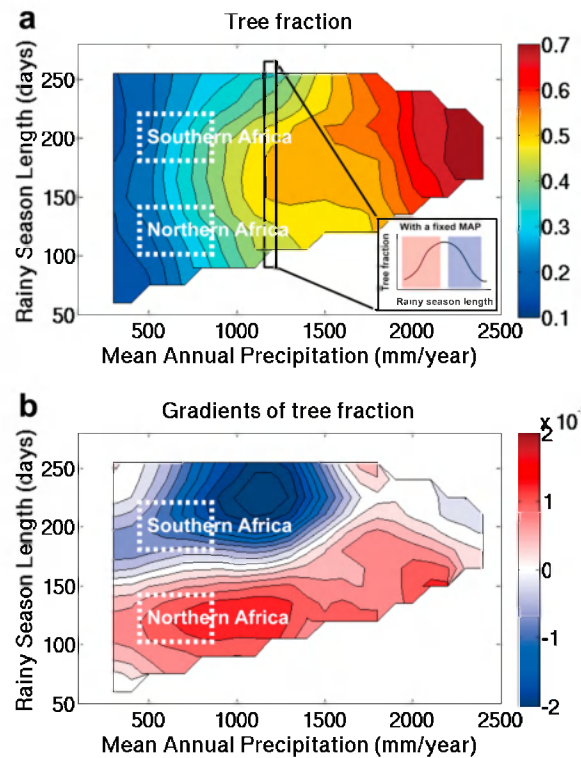 a
Tree fraction
Rainy Season Length (days)
250
200
150
100
50
Southern Africa
Northern Africa
With a fixed MAP
Tree fraction
Rainy season length
0.7
0.6
0.5
0.4
0.3
0.2
0.1
500 1000 1500 2000 2500
Mean Annual Precipitation (mm/year)
b
Gradients of tree fraction
x 10
Rainy Season Length (days)
250
200
150
100
50
Southern Africa
Northern Africa
2
1
0
-1
-2
500 1000 1500 2000 2500
Mean Annual Precipitation (mm/year)